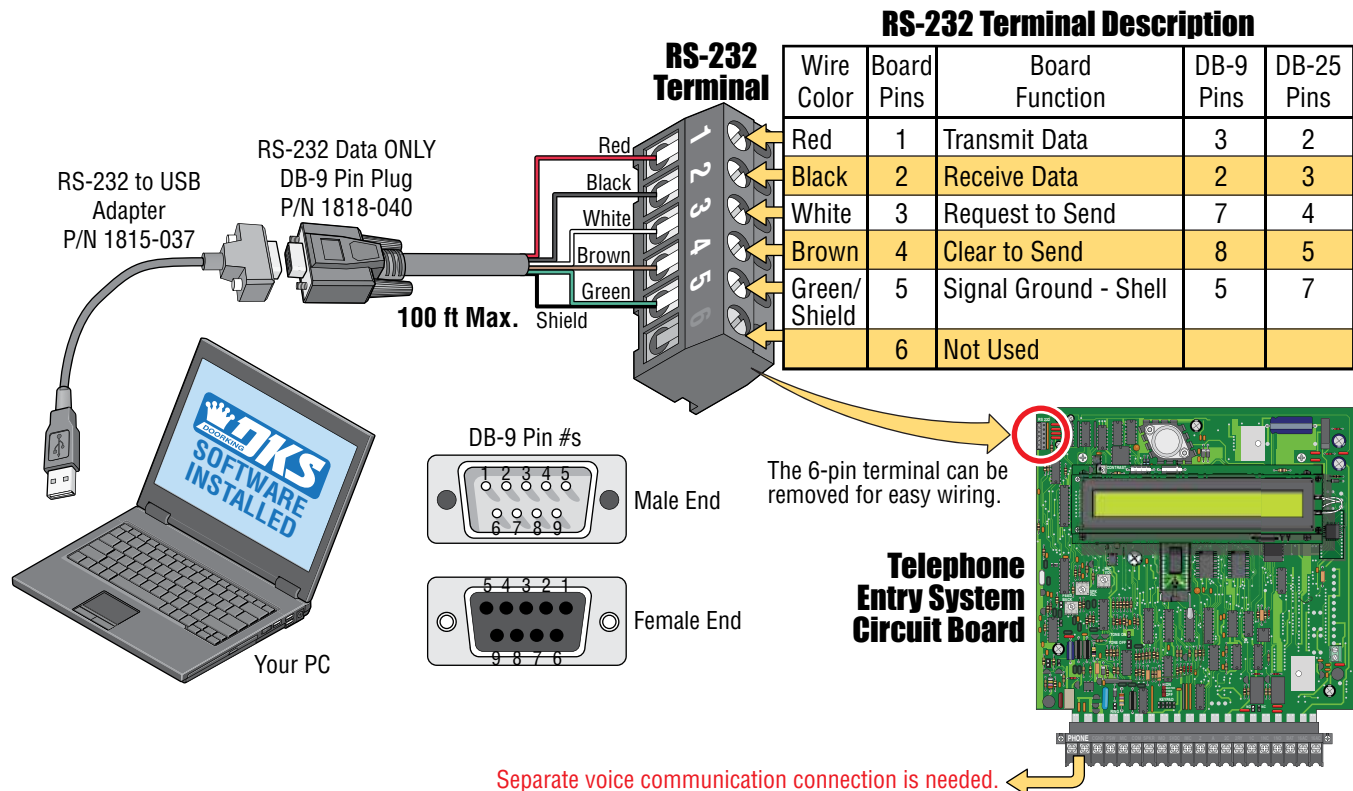 RS-232 Terminal Description
RS-232
Terminal
Wire Color Board Pins Board Function DB-9 Pins DB-25 Pins
Red 1 Transmit Data 3 2
Black 2 Receive Data 2 3
White 3 Request to Send 7 4
Brown 4 Clear to Send 8 5
Green/ Shield 5 Signal Ground - Shell 5 7
6 Not Used
1
2
3
4
5
6
Red
Black
White
Brown
Green
Shield
100 ft Max.
RS-232 Data ONLY
DB-9 Pin Plug
P/N 1818-040
RS-232 to USB
Adapter
P/N 1815-037
DOORKING
DKS
SOFTWARE
INSTALLED
Your PC
DB-9 Pin #s
1 2 3 4 5
6 7 8 9
Male End
5 4 3 2 1
9 8 7 6
Female End
The 6-pin terminal can be
removed for easy wiring.
Telephone
Entry System
Circuit Board
RS 232
PHONE
Separate voice communication connection is needed.